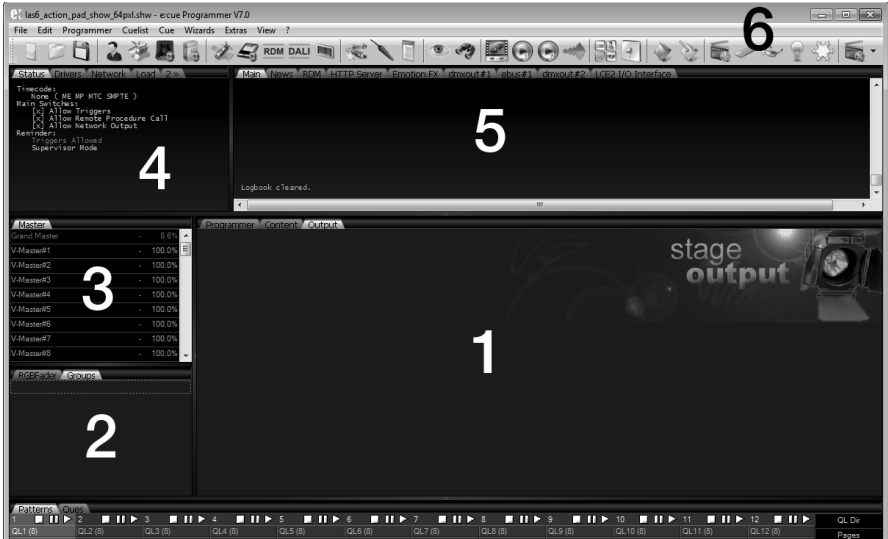 e: las6_action_pad_show_64pxl.shw - e:cue Programmer V7.0
File Edit Programmer Cuelist Cue Wizards Extras View ?
RDM DALI
6
Status Drivers Network Load 2 »
Timecode:
None ( NE MP MTC SMPTE )
Main Switches:
[x] Allow Triggers
[x] Allow Remote Procedure Call
[x] Allow Network Output
Reminder:
Triggers Allowed
Supervisor Mode
4
Main News RDM HTTP Server Emotion FX dmxout#1 ebus#1 dmxout#2 LCE2 I/O Interface
5
Logbook cleared.
Master
Grand Master - 8.6%
V-Master#1 - 100.0%
V-Master#2 - 100.0%
V-Master#3 - 100.0%
V-Master#4 - 100.0%
V-Master#5 - 100.0%
V-Master#6 - 100.0%
V-Master#7 - 100.0%
V-Master#8 - 100.0%
3
Programmer Content Output
stage
output
1
RGBFader Groups
2
Patterns Cues
1 2 3 4 5 6 7 8 9 10 11 12 QL Dir
QL1 (8) QL2 (8) QL3 (8) QL4 (8) QL5 (8) QL6 (8) QL7 (8) QL8 (8) QL9 (8) QL10 (8) QL11 (8) QL12 (8) Pages